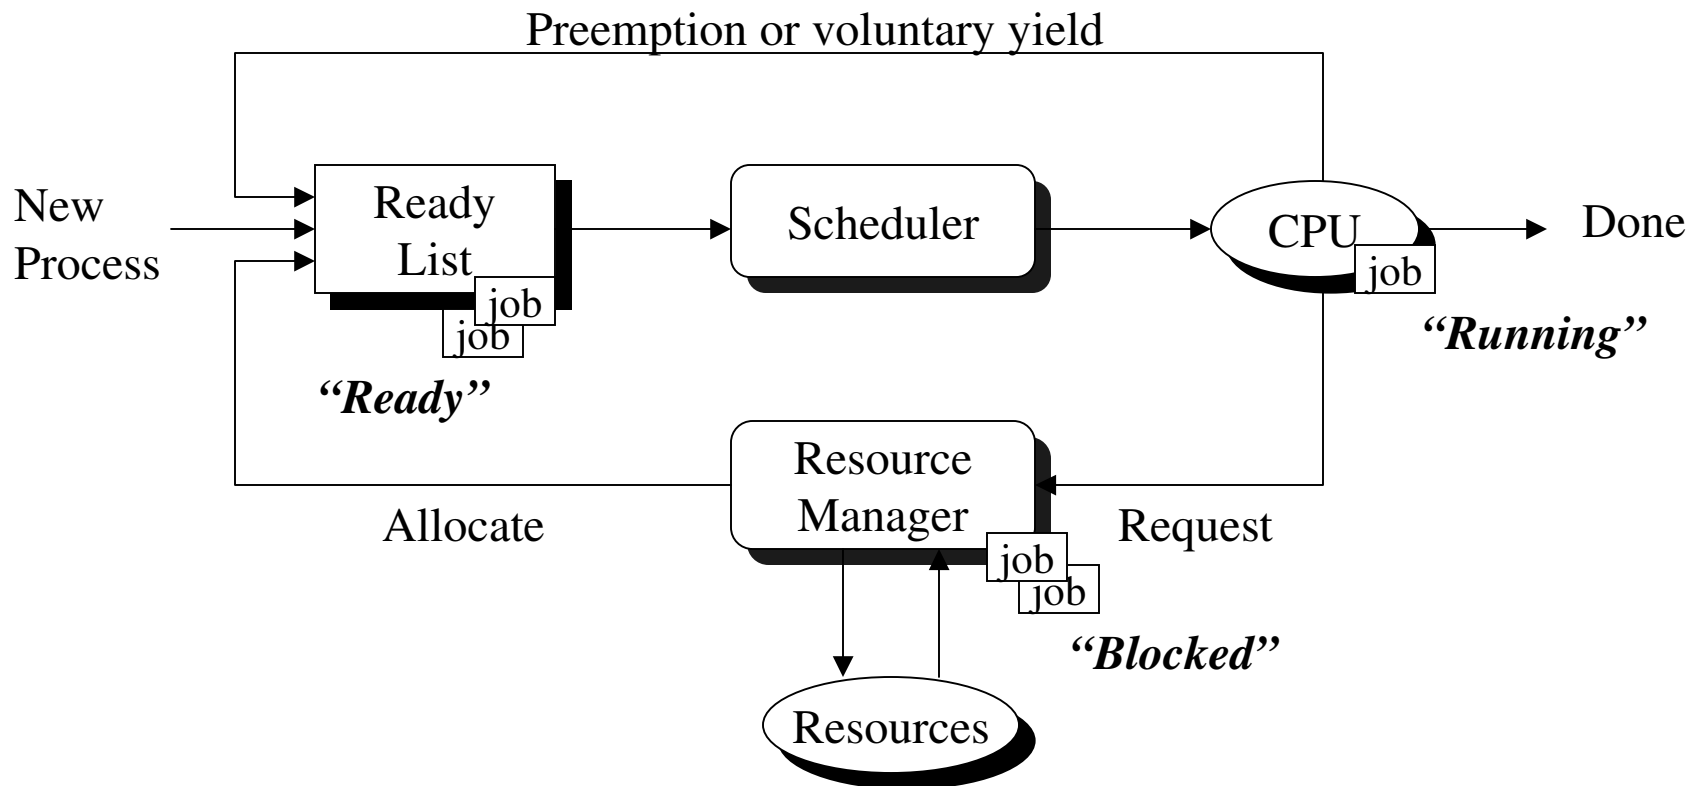 Preemption or voluntary yield
New
Process
Ready
List
job
job
“Ready”
Scheduler
CPU
job
“Running”
Done
Resource
Manager
job
job
“Blocked”
Allocate
Request
Resources